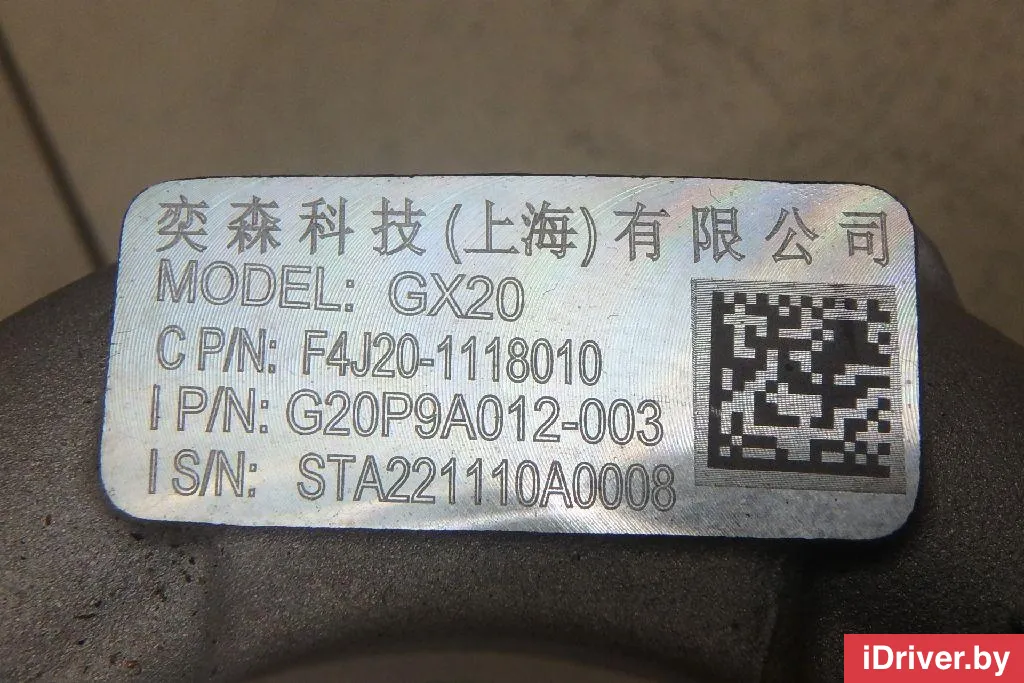 奕森科技(上海)有限公司
MODEL: GX20
C P/N: F4J20-1118010
I P/N: G20P9A012-003
I S/N: STA221110A0008
iDriver.by